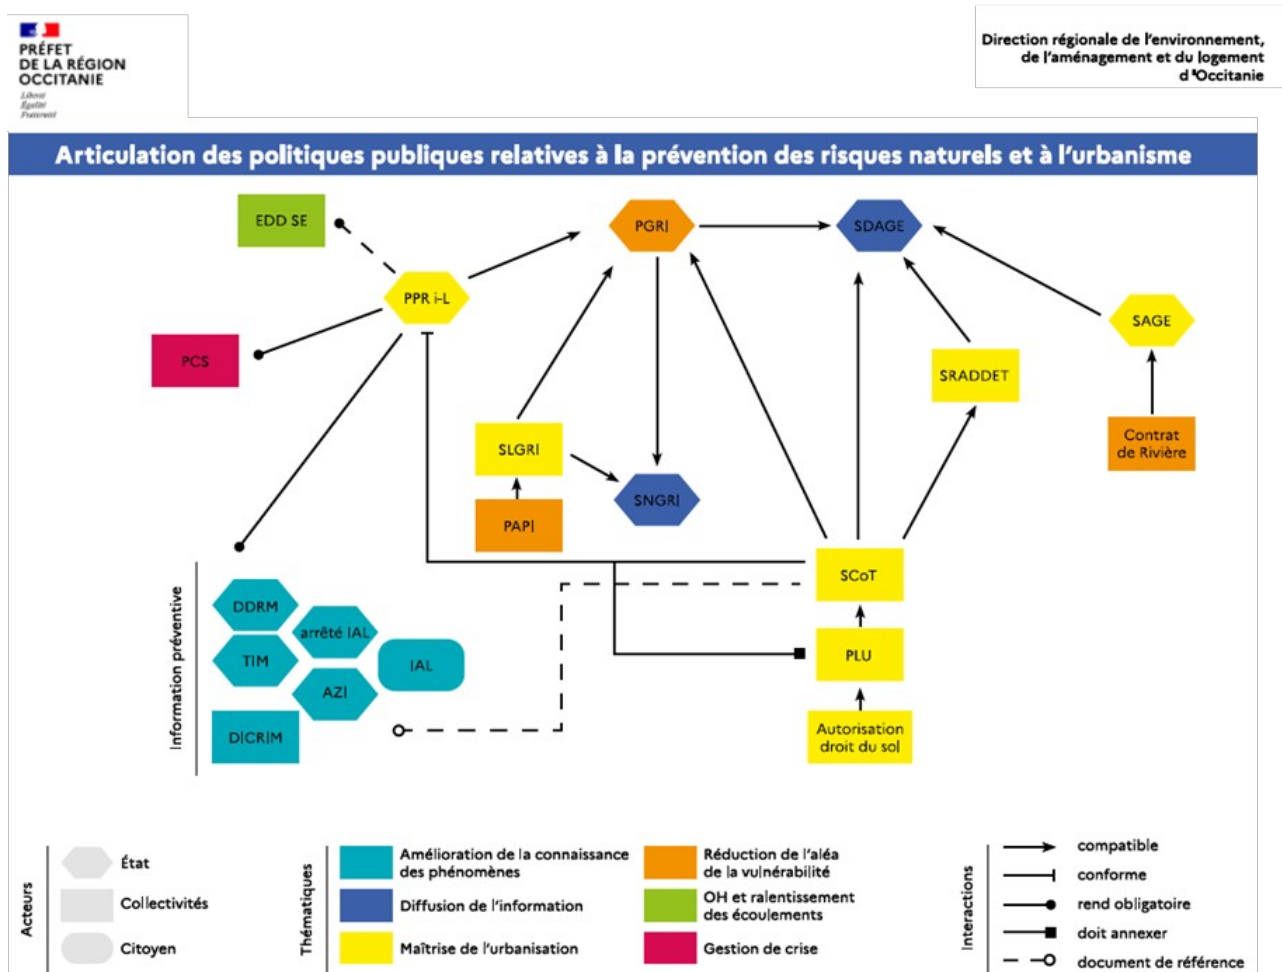 PRÉFET
DE LA RÉGION
OCCITANIE
Liberté
Égalité
Fraternité
Direction régionale de l'environnement,
de l'aménagement et du logement
d'Occitanie
Articulation des politiques publiques relatives à la prévention des risques naturels et à l'urbanisme
EDD SE
PGRI
SDAGE
PPR i-L
SAGE
PCS
SRADDET
SLGRI
Contrat
de Rivière
SNGRI
PAPI
SCoT
Information préventive
DDRM
arrêté IAL
TIM
IAL
PLU
AZI
DICRIM
Autorisation
droit du sol
Acteurs
État
Collectivités
Citoyen
Thématiques
Amélioration de la connaissance
des phénomènes
Diffusion de l'information
Maîtrise de l'urbanisation
Réduction de l'aléa
de la vulnérabilité
OH et ralentissement
des écoulements
Gestion de crise
Interactions
compatible
conforme
rend obligatoire
doit annexer
document de référence